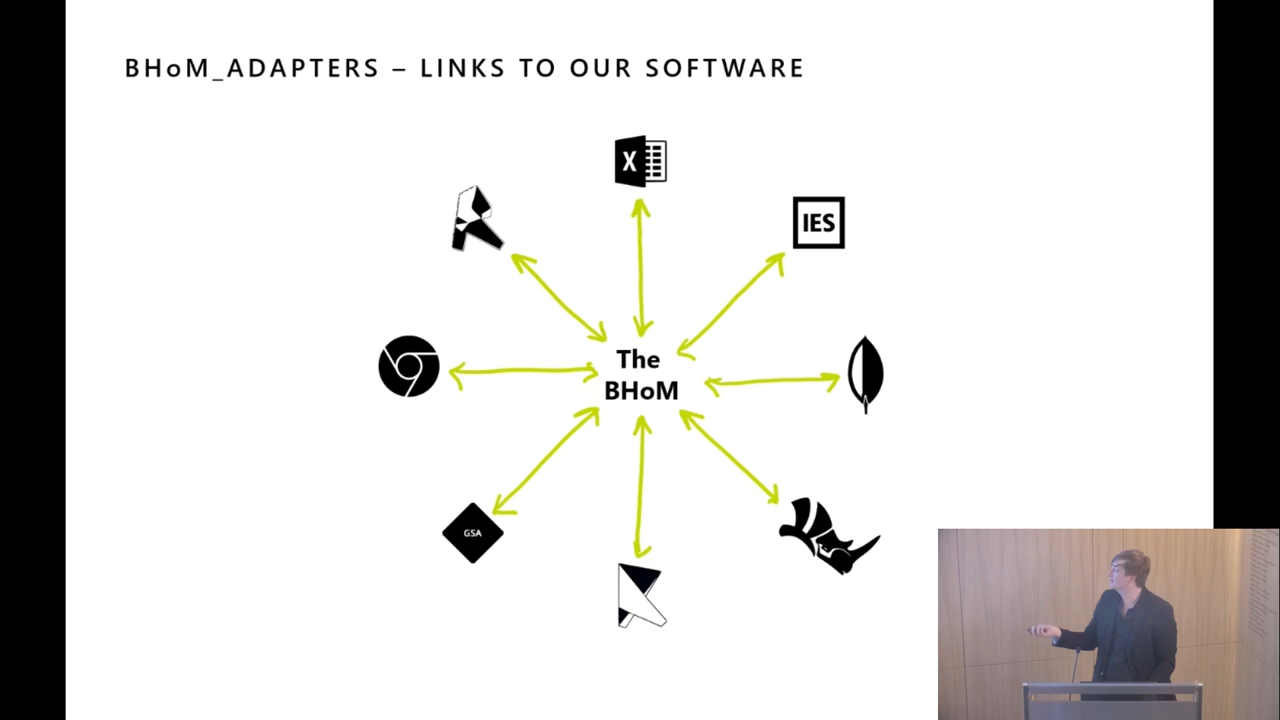 BHoM_ADAPTERS – LINKS TO OUR SOFTWARE
X
IES
The
BHoM
GSA